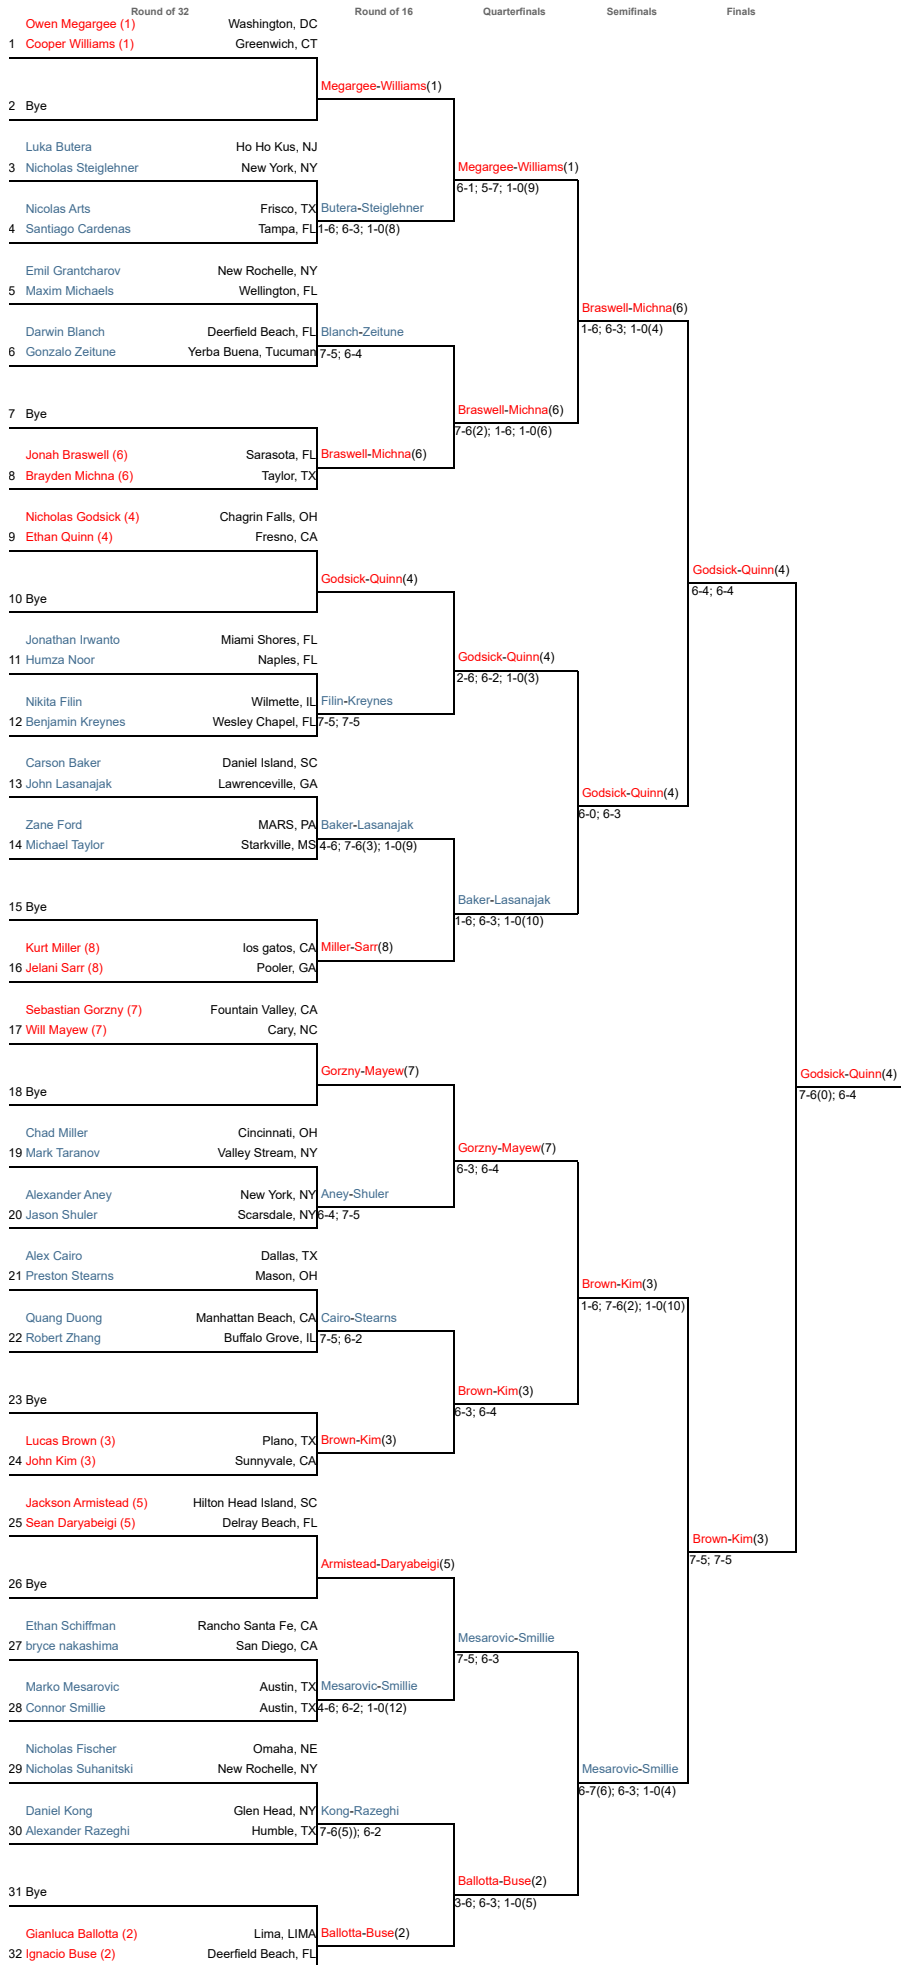 Round of 32 Round of 16 Quarterfinals Semifinals Finals
Owen Megargee (1) Washington, DC
1 Cooper Williams (1) Greenwich, CT
Megargee-Williams(1)
2 Bye
Luka Butera Ho Ho Kus, NJ
3 Nicholas Steiglehner New York, NY
Megargee-Williams(1)
6-1; 5-7; 1-0(9)
Nicolas Arts Frisco, TX Butera-Steiglehner
4 Santiago Cardenas Tampa, FL 1-6; 6-3; 1-0(8)
Emil Grantcharov New Rochelle, NY
5 Maxim Michaels Wellington, FL
Braswell-Michna(6)
1-6; 6-3; 1-0(4)
Darwin Blanch Deerfield Beach, FL Blanch-Zeitune
6 Gonzalo Zeitune Yerba Buena, Tucuman 7-5; 6-4
7 Bye
Braswell-Michna(6)
7-6(2); 1-6; 1-0(6)
Jonah Braswell (6) Sarasota, FL Braswell-Michna(6)
8 Brayden Michna (6) Taylor, TX
Nicholas Godsick (4) Chagrin Falls, OH
9 Ethan Quinn (4) Fresno, CA
Godsick-Quinn(4)
6-4; 6-4
Godsick-Quinn(4)
10 Bye
Jonathan Irwanto Miami Shores, FL
11 Humza Noor Naples, FL
Godsick-Quinn(4)
2-6; 6-2; 1-0(3)
Nikita Filin Wilmette, IL Filin-Kreynes
12 Benjamin Kreynes Wesley Chapel, FL 7-5; 7-5
Carson Baker Daniel Island, SC
13 John Lasanajak Lawrenceville, GA
Godsick-Quinn(4)
6-0; 6-3
Zane Ford MARS, PA Baker-Lasanajak
14 Michael Taylor Starkville, MS 4-6; 7-6(3); 1-0(9)
15 Bye
Baker-Lasanajak
1-6; 6-3; 1-0(10)
Kurt Miller (8) los gatos, CA Miller-Sarr(8)
16 Jelani Sarr (8) Pooler, GA
Sebastian Gorzny (7) Fountain Valley, CA
17 Will Mayew (7) Cary, NC
Gorzny-Mayew(7)
Godsick-Quinn(4)
7-6(0); 6-4
18 Bye
Chad Miller Cincinnati, OH
19 Mark Taranov Valley Stream, NY
Gorzny-Mayew(7)
6-3; 6-4
Alexander Aney New York, NY Aney-Shuler
20 Jason Shuler Scarsdale, NY 6-4; 7-5
Alex Cairo Dallas, TX
21 Preston Stearns Mason, OH
Brown-Kim(3)
1-6; 7-6(2); 1-0(10)
Quang Duong Manhattan Beach, CA Cairo-Stearns
22 Robert Zhang Buffalo Grove, IL 7-5; 6-2
23 Bye
Brown-Kim(3)
6-3; 6-4
Lucas Brown (3) Plano, TX Brown-Kim(3)
24 John Kim (3) Sunnyvale, CA
Jackson Armistead (5) Hilton Head Island, SC
25 Sean Daryabeigi (5) Delray Beach, FL
Brown-Kim(3)
7-5; 7-5
Armistead-Daryabeigi(5)
26 Bye
Ethan Schiffman Rancho Santa Fe, CA
27 bryce nakashima San Diego, CA
Mesarovic-Smillie
7-5; 6-3
Marko Mesarovic Austin, TX Mesarovic-Smillie
28 Connor Smillie Austin, TX 4-6; 6-2; 1-0(12)
Nicholas Fischer Omaha, NE
29 Nicholas Suhanitski New Rochelle, NY
Mesarovic-Smillie
6-7(6); 6-3; 1-0(4)
Daniel Kong Glen Head, NY Kong-Razeghi
30 Alexander Razeghi Humble, TX 7-6(5)); 6-2
31 Bye
Ballotta-Buse(2)
3-6; 6-3; 1-0(5)
Gianluca Ballotta (2) Lima, LIMA Ballotta-Buse(2)
32 Ignacio Buse (2) Deerfield Beach, FL